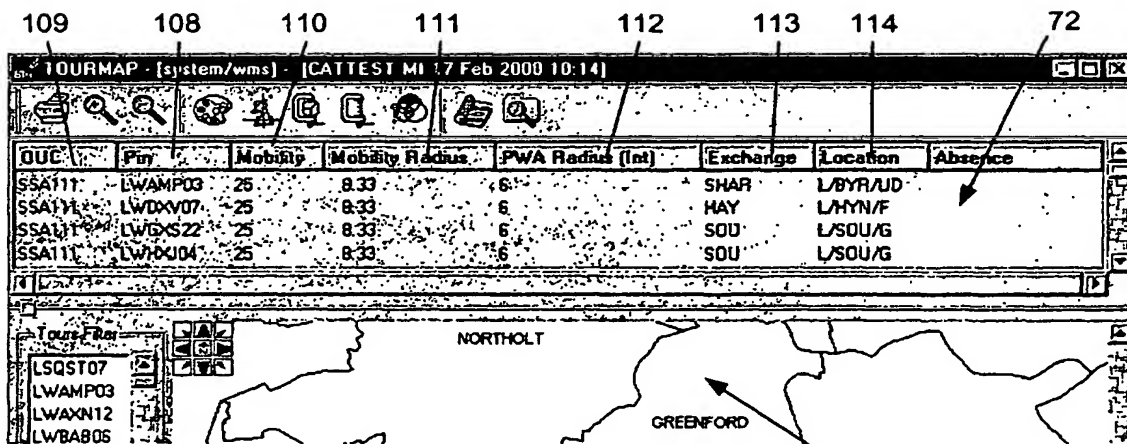 109 108 110 111 112 113 114 72
TOURMAP - [system/wms] - [CATTEST MI 17 Feb 2000 10:14]
OUC Pin Mobility Mobility Radius PWA Radius (Int) Exchange Location Absence
SSA111 LWAMP03 25 8.33 6 SHAR L/BYR/UD
SSA111 LWDXV07 25 8.33 6 HAY L/HYN/F
SSA111 LWGXS22 25 8.33 6 SOU L/SOU/G
SSA111 LWHXJ04 25 8.33 6 SOU L/SOU/G
Tours Filter
LSQST07
LWAMP03
LWAXN12
LWBAB06
NORTHOLT
GREENFORD